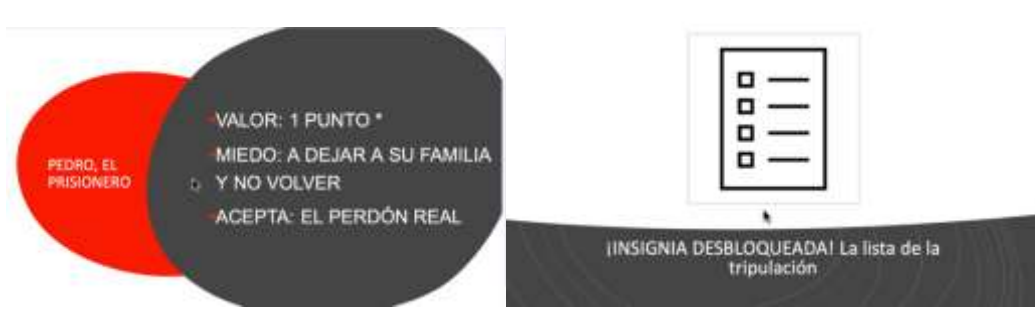 PEDRO, EL
PRISIONERO
VALOR: 1 PUNTO *
MIEDO: A DEJAR A SU FAMILIA
Y NO VOLVER
ACEPTA: EL PERDÓN REAL
¡INSIGNIA DESBLOQUEADA! La lista de la
tripulación